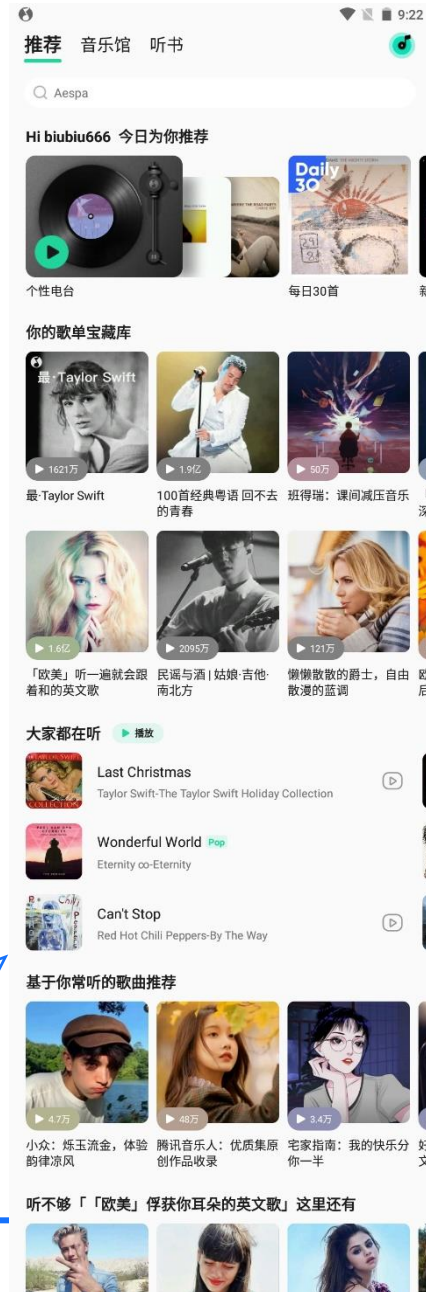 9:22
推荐 音乐馆 听书
Aespa
Hi biubiu666 今日为你推荐
Daily
30
个性电台
每日30首
你的歌单宝藏库
最·Taylor Swift
1621万
1.9亿
50万
最·Taylor Swift
100首经典粤语 回不去
的青春
班得瑞：课间减压音乐
1.6亿
2095万
121万
「欧美」听一遍就会跟
着和的英文歌
民谣与酒 | 姑娘·吉他·
南北方
懒懒散散的爵士，自由
散漫的蓝调
大家都在听 播放
Last Christmas
Taylor Swift-The Taylor Swift Holiday Collection
Wonderful World Pop
Eternity ∞-Eternity
Can't Stop
Red Hot Chili Peppers-By The Way
基于你常听的歌曲推荐
4.7万
48万
3.4万
小众：烁玉流金，体验
韵律凉风
腾讯音乐人：优质集原
创作品收录
宅家指南：我的快乐分
你一半
听不够「「欧美」俘获你耳朵的英文歌」这里还有